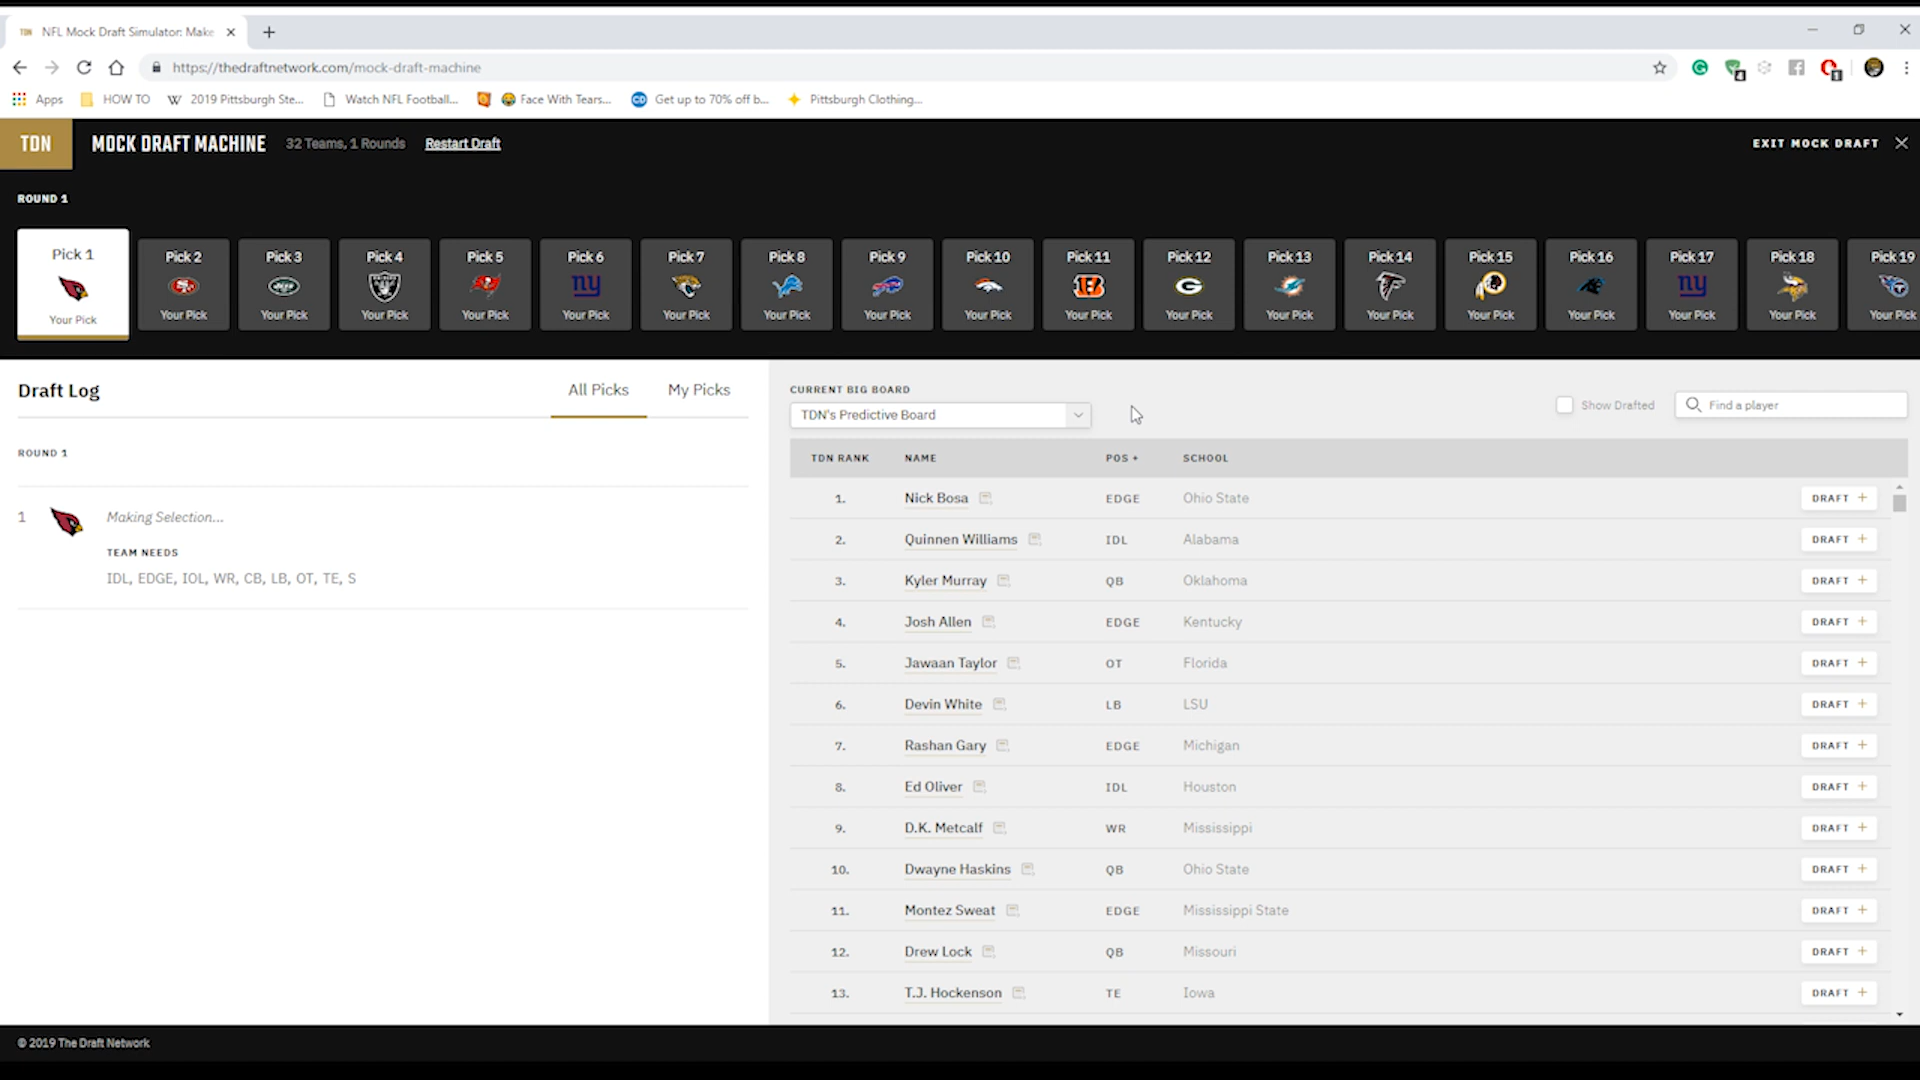 TDN NFL Mock Draft Simulator: Make
https://thedraftnetwork.com/mock-draft-machine
Apps HOW TO W 2019 Pittsburgh Ste... Watch NFL Football... Face With Tears... CD Get up to 70% off b... Pittsburgh Clothing...
TDN MOCK DRAFT MACHINE 32 Teams, 1 Rounds Restart Draft EXIT MOCK DRAFT
ROUND 1
Pick 1 Pick 2 Pick 3 Pick 4 Pick 5 Pick 6 Pick 7 Pick 8 Pick 9 Pick 10 Pick 11 Pick 12 Pick 13 Pick 14 Pick 15 Pick 16 Pick 17 Pick 18 Pick 19
JETS RAIDERS ny B G ny T
Your Pick Your Pick Your Pick Your Pick Your Pick Your Pick Your Pick Your Pick Your Pick Your Pick Your Pick Your Pick Your Pick Your Pick Your Pick Your Pick Your Pick Your Pick Your Pick
Draft Log All Picks My Picks
ROUND 1
1 Making Selection...
TEAM NEEDS
IDL, EDGE, IOL, WR, CB, LB, OT, TE, S
CURRENT BIG BOARD
TDN's Predictive Board Show Drafted Find a player
TDN RANK NAME POS + SCHOOL
1. Nick Bosa EDGE Ohio State DRAFT +
2. Quinnen Williams IDL Alabama DRAFT +
3. Kyler Murray QB Oklahoma DRAFT +
4. Josh Allen EDGE Kentucky DRAFT +
5. Jawaan Taylor OT Florida DRAFT +
6. Devin White LB LSU DRAFT +
7. Rashan Gary EDGE Michigan DRAFT +
8. Ed Oliver IDL Houston DRAFT +
9. D.K. Metcalf WR Mississippi DRAFT +
10. Dwayne Haskins QB Ohio State DRAFT +
11. Montez Sweat EDGE Mississippi State DRAFT +
12. Drew Lock QB Missouri DRAFT +
13. T.J. Hockenson TE Iowa DRAFT +
© 2019 The Draft Network